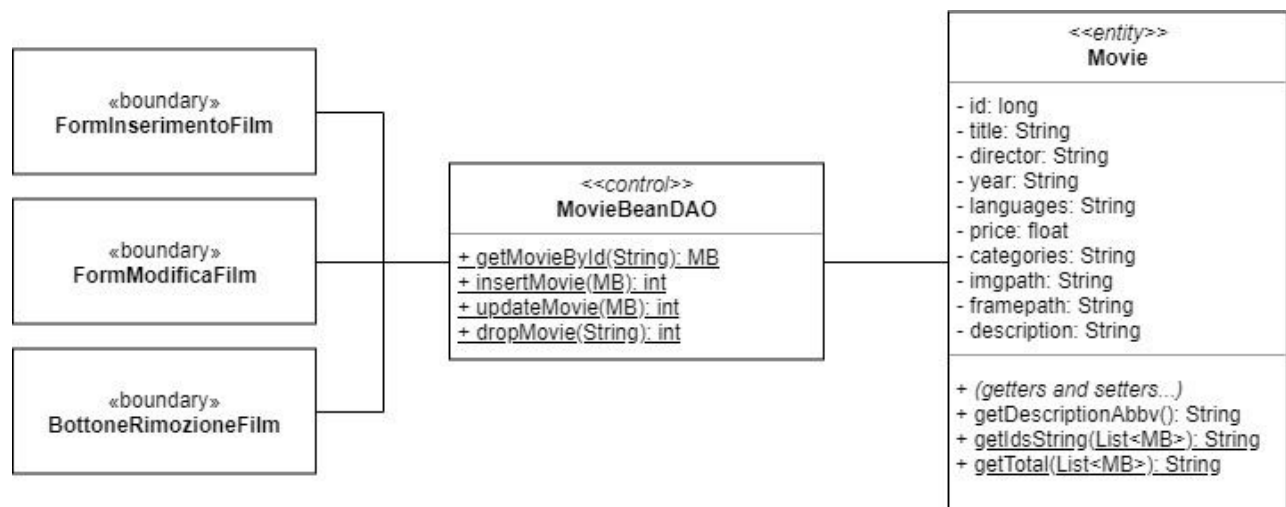 «boundary»
FormInserimentoFilm
«boundary»
FormModificaFilm
«boundary»
BottoneRimozioneFilm
<<control>>
MovieBeanDAO
+ getMovieById(String): MB
+ insertMovie(MB): int
+ updateMovie(MB): int
+ dropMovie(String): int
<<entity>>
Movie
- id: long
- title: String
- director: String
- year: String
- languages: String
- price: float
- categories: String
- imgpath: String
- framepath: String
- description: String
+ (getters and setters...)
+ getDescriptionAbbv(): String
+ getIdsString(List<MB>): String
+ getTotal(List<MB>): String